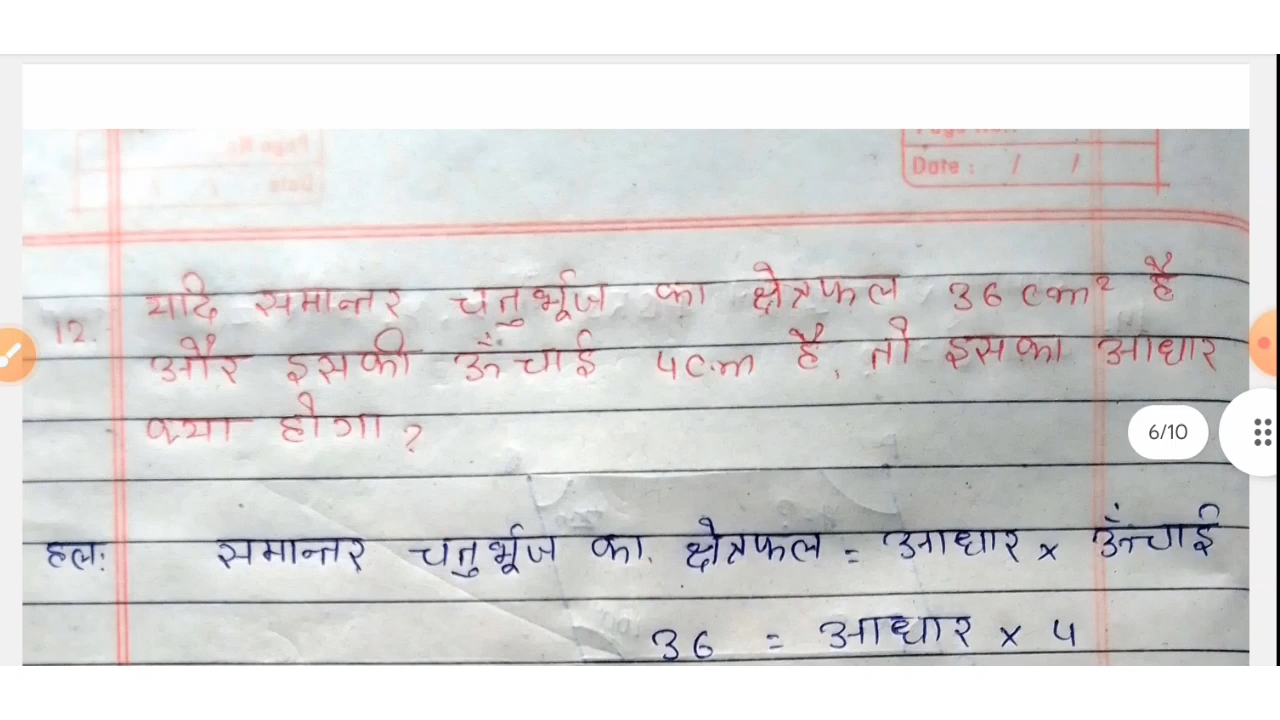 Date : / /
यदि समान्तर चतुर्भूज का क्षेत्रफल 36 cm² है
12.
और इसकी ऊँचाई 4c.m है, तो इसका आधार
क्या होगा?
6/10
हल: समान्तर चतुर्भूज का. क्षेत्रफल = आधार × ऊँचाई
36 = आधार × 4